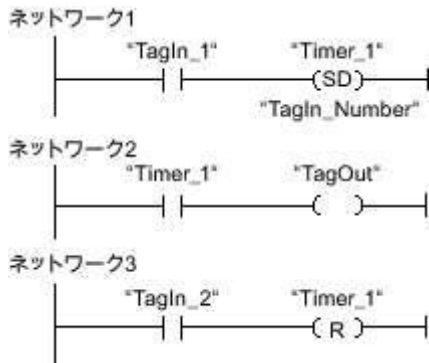 ネットワーク1
"TagIn_1" "Timer_1"
(SD)
"TagIn_Number"
ネットワーク2
"Timer_1" "TagOut"
( )
ネットワーク3
"TagIn_2" "Timer_1"
( R )